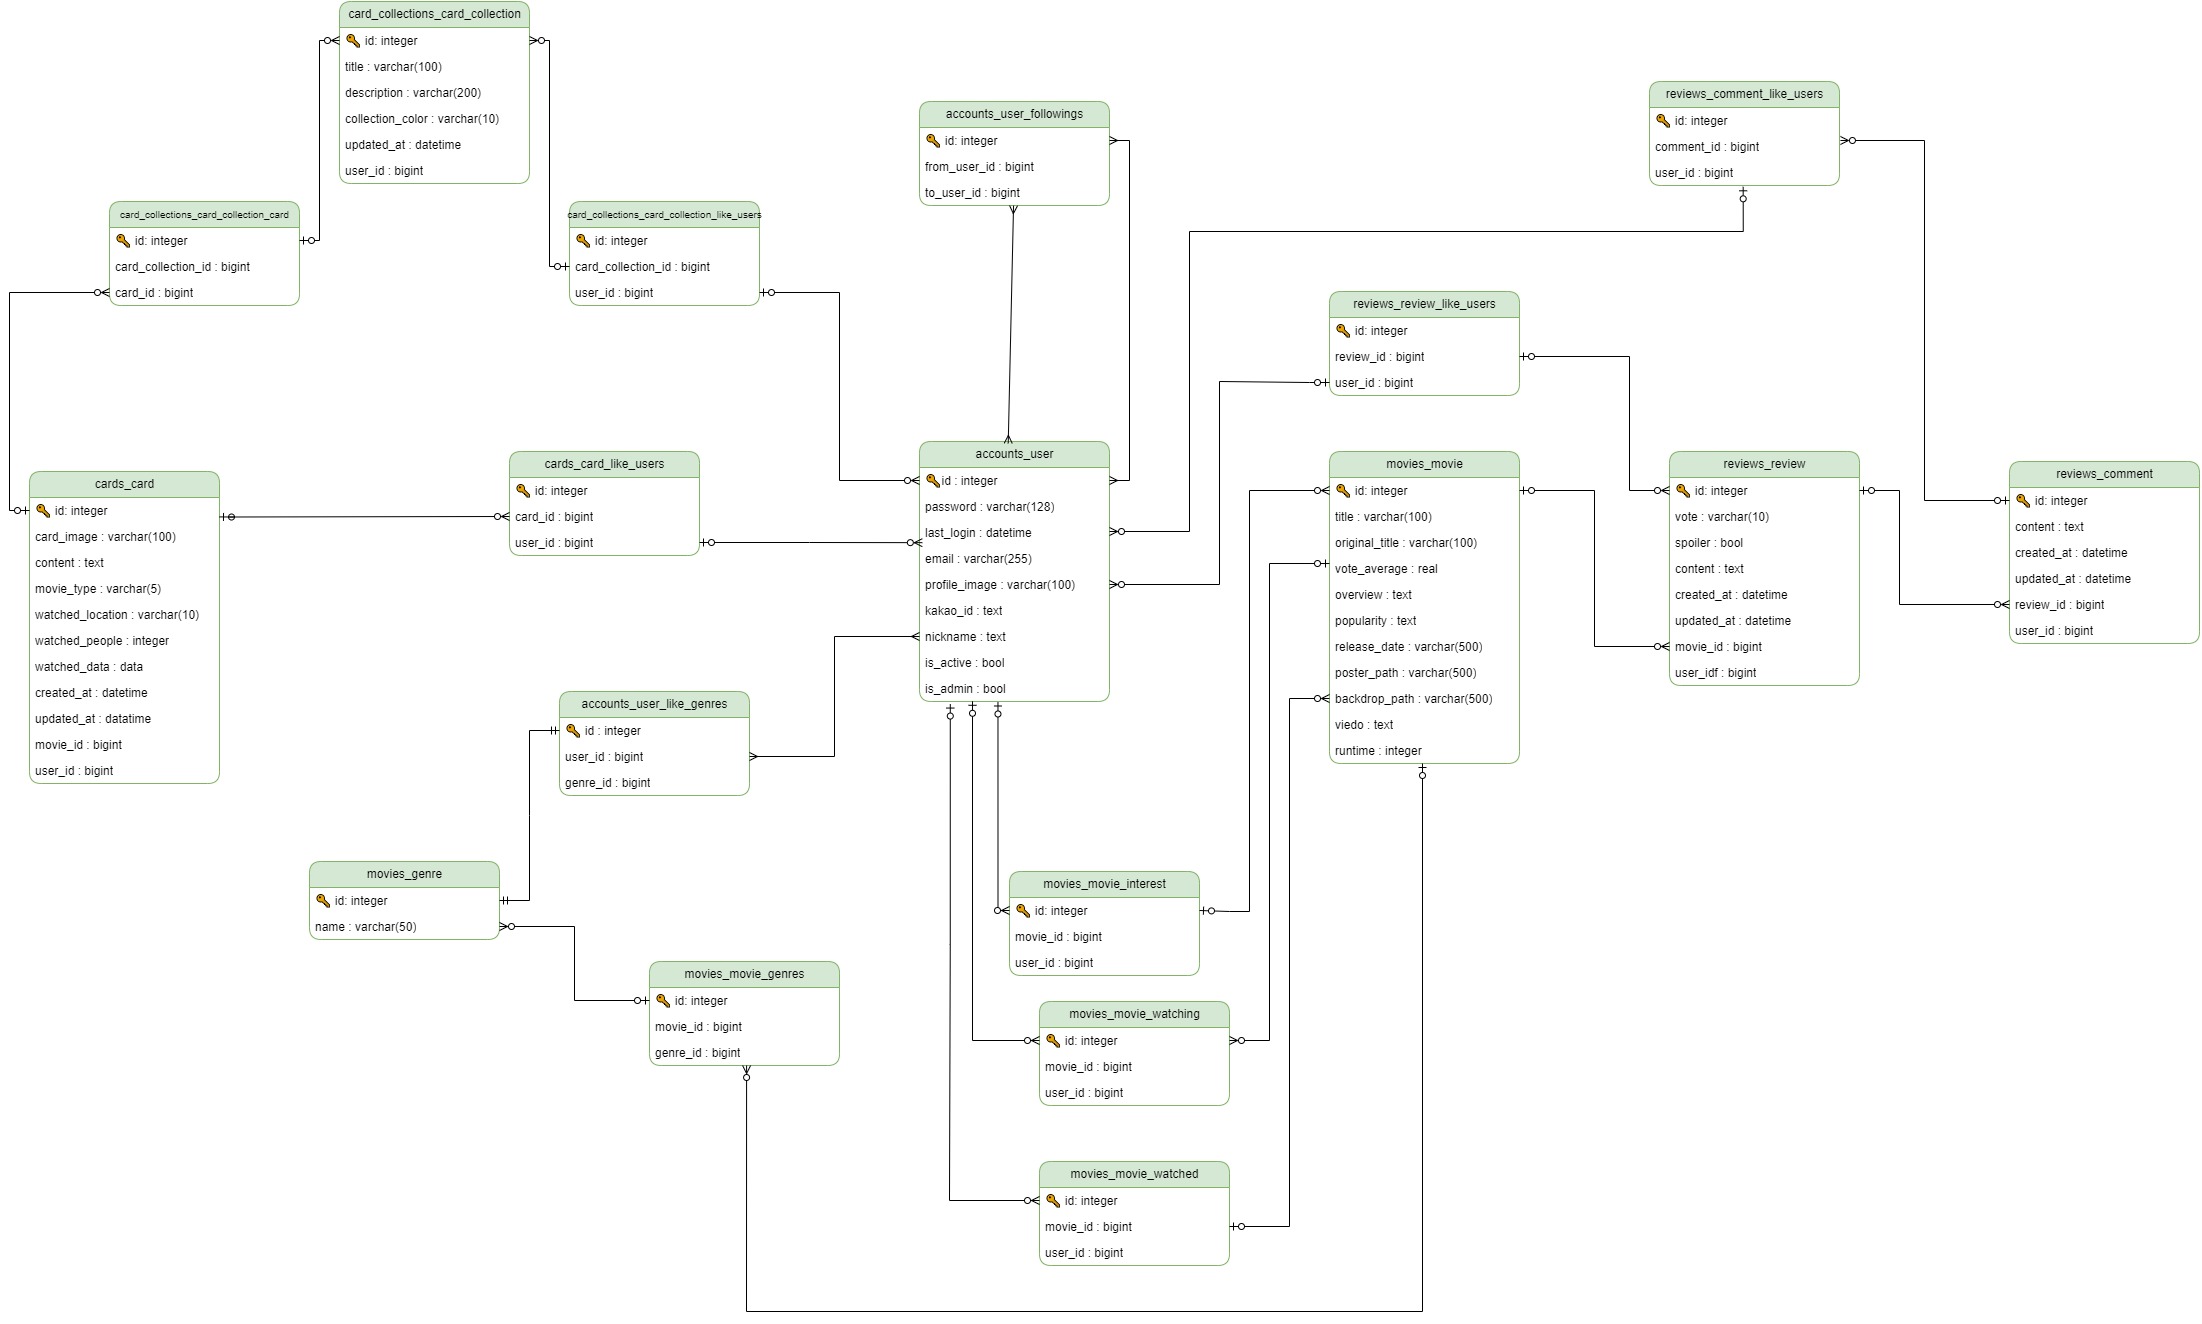 card_collections_card_collection
id: integer
title : varchar(100)
description : varchar(200)
collection_color : varchar(10)
updated_at : datetime
user_id : bigint
card_collections_card_collection_card
id: integer
card_collection_id : bigint
card_id : bigint
card_collections_card_collection_like_users
id: integer
card_collection_id : bigint
user_id : bigint
accounts_user_followings
id: integer
from_user_id : bigint
to_user_id : bigint
reviews_comment_like_users
id: integer
comment_id : bigint
user_id : bigint
reviews_review_like_users
id: integer
review_id : bigint
user_id : bigint
cards_card
id: integer
card_image : varchar(100)
content : text
movie_type : varchar(5)
watched_location : varchar(10)
watched_people : integer
watched_data : data
created_at : datetime
updated_at : datatime
movie_id : bigint
user_id : bigint
cards_card_like_users
id: integer
card_id : bigint
user_id : bigint
accounts_user
id : integer
password : varchar(128)
last_login : datetime
email : varchar(255)
profile_image : varchar(100)
kakao_id : text
nickname : text
is_active : bool
is_admin : bool
movies_movie
id: integer
title : varchar(100)
original_title : varchar(100)
vote_average : real
overview : text
popularity : text
release_date : varchar(500)
poster_path : varchar(500)
backdrop_path : varchar(500)
viedo : text
runtime : integer
reviews_review
id: integer
vote : varchar(10)
spoiler : bool
content : text
created_at : datetime
updated_at : datetime
movie_id : bigint
user_idf : bigint
reviews_comment
id: integer
content : text
created_at : datetime
updated_at : datetime
review_id : bigint
user_id : bigint
accounts_user_like_genres
id : integer
user_id : bigint
genre_id : bigint
movies_genre
id: integer
name : varchar(50)
movies_movie_genres
id: integer
movie_id : bigint
genre_id : bigint
movies_movie_interest
id: integer
movie_id : bigint
user_id : bigint
movies_movie_watching
id: integer
movie_id : bigint
user_id : bigint
movies_movie_watched
id: integer
movie_id : bigint
user_id : bigint